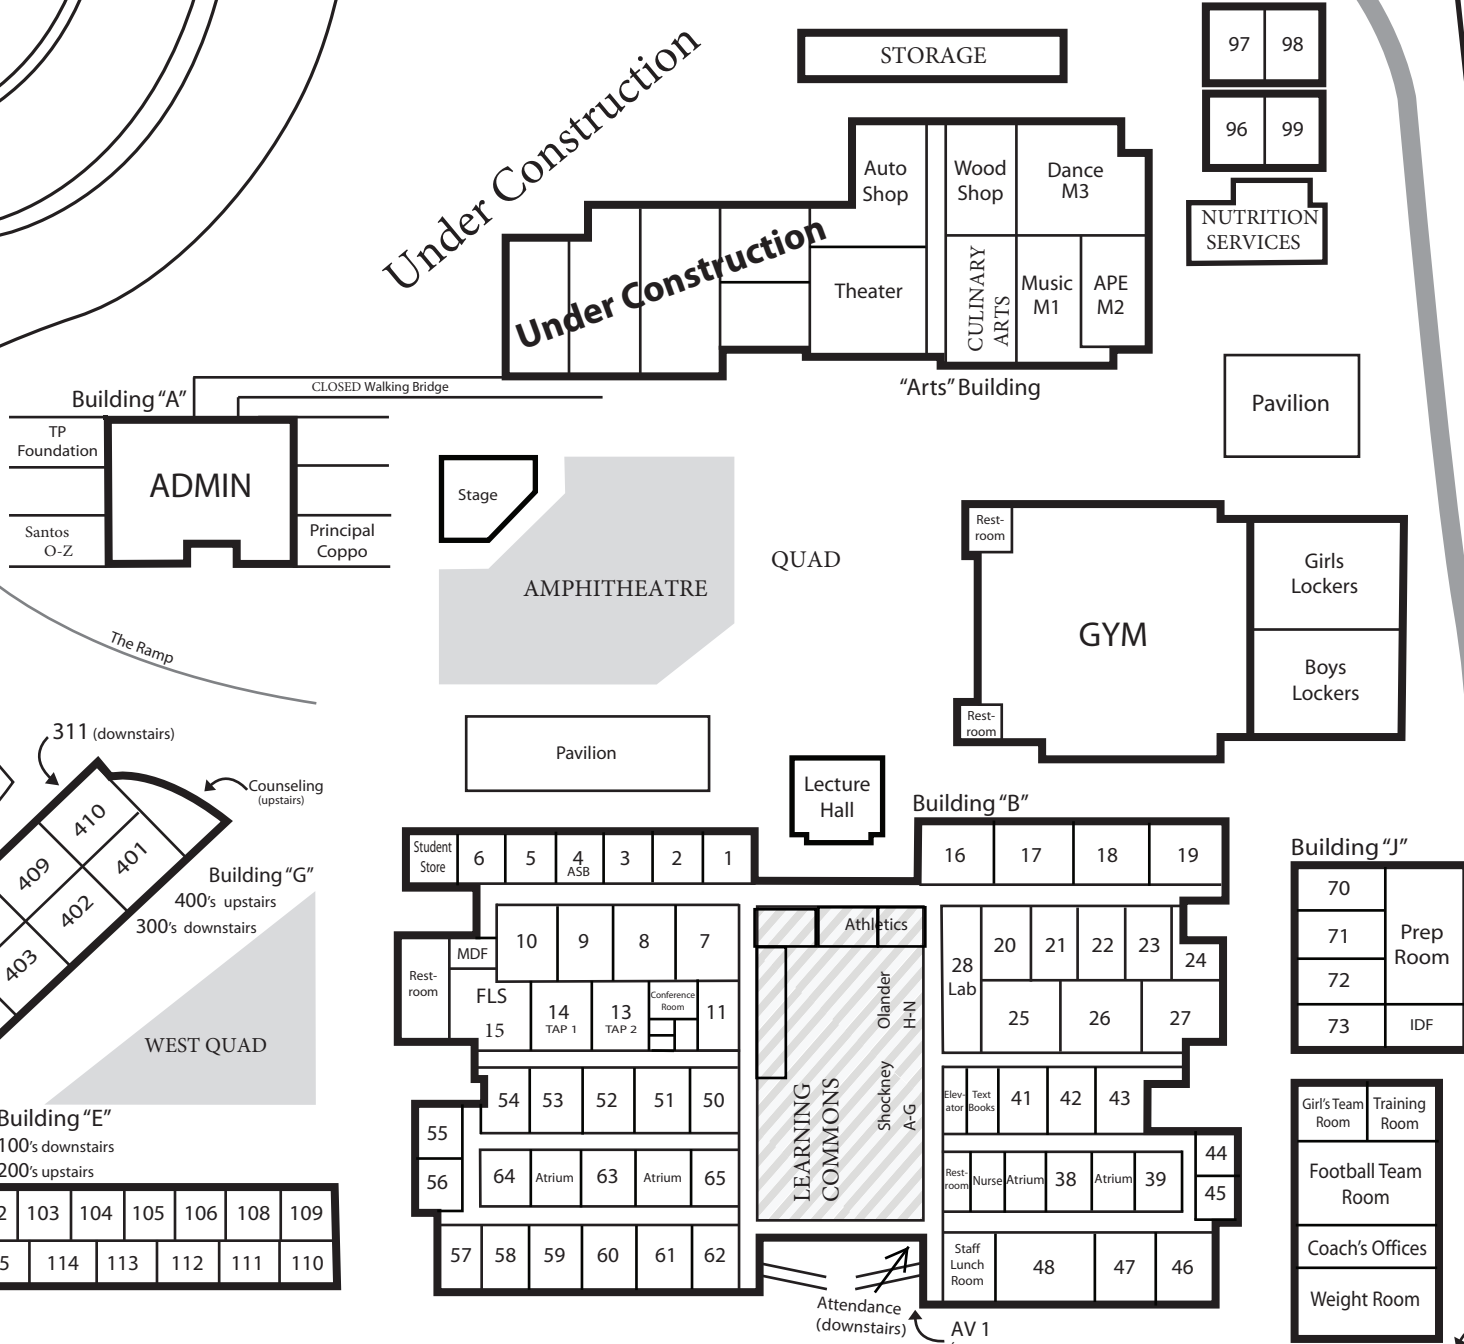 Under Construction
STORAGE
97
98
96
99
NUTRITION
SERVICES
Auto
Shop
Wood
Shop
Dance
M3
Under Construction
Theater
CULINARY
ARTS
Music
M1
APE
M2
"Arts" Building
Pavilion
CLOSED Walking Bridge
Building "A"
TP
Foundation
ADMIN
Santos
O-Z
Principal
Coppo
The Ramp
Stage
AMPHITHEATRE
QUAD
Rest-
room
GYM
Rest-
room
Girls
Lockers
Boys
Lockers
Pavilion
Lecture
Hall
311 (downstairs)
Counseling
(upstairs)
410
409
401
402
403
Building "G"
400's upstairs
300's downstairs
WEST QUAD
Building "E"
100's downstairs
200's upstairs
2
103
104
105
106
108
109
5
114
113
112
111
110
Student
Store
6
5
4
ASB
3
2
1
10
9
8
7
MDF
Rest-
room
FLS
15
14
TAP 1
13
TAP 2
Conference
Room
11
54
53
52
51
50
55
56
64
Atrium
63
Atrium
65
57
58
59
60
61
62
Athletics
Olander
H-N
Shockney
A-G
LEARNING
COMMONS
Attendance
(downstairs)
AV 1
Building "B"
16
17
18
19
28
Lab
20
21
22
23
24
25
26
27
Elev-
ator
Text
Books
41
42
43
Rest-
room
Nurse
Atrium
38
Atrium
39
44
45
Staff
Lunch
Room
48
47
46
Building "J"
70
71
72
73
Prep
Room
IDF
Girl's Team
Room
Training
Room
Football Team
Room
Coach's Offices
Weight Room